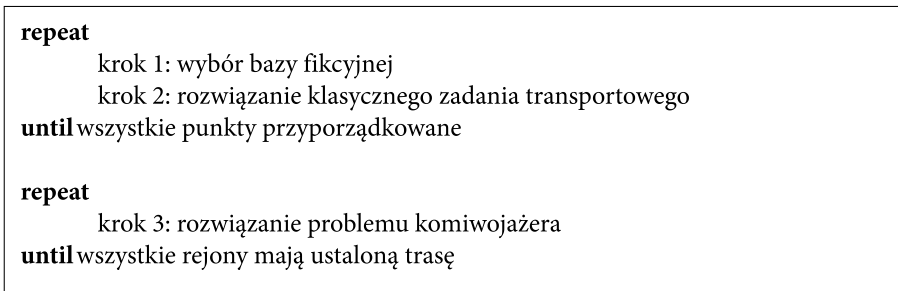 repeat
krok 1: wybór bazy fikcyjnej
krok 2: rozwiązanie klasycznego zadania transportowego
until wszystkie punkty przyporządkowane
repeat
krok 3: rozwiązanie problemu komiwojażera
until wszystkie rejony mają ustaloną trasę